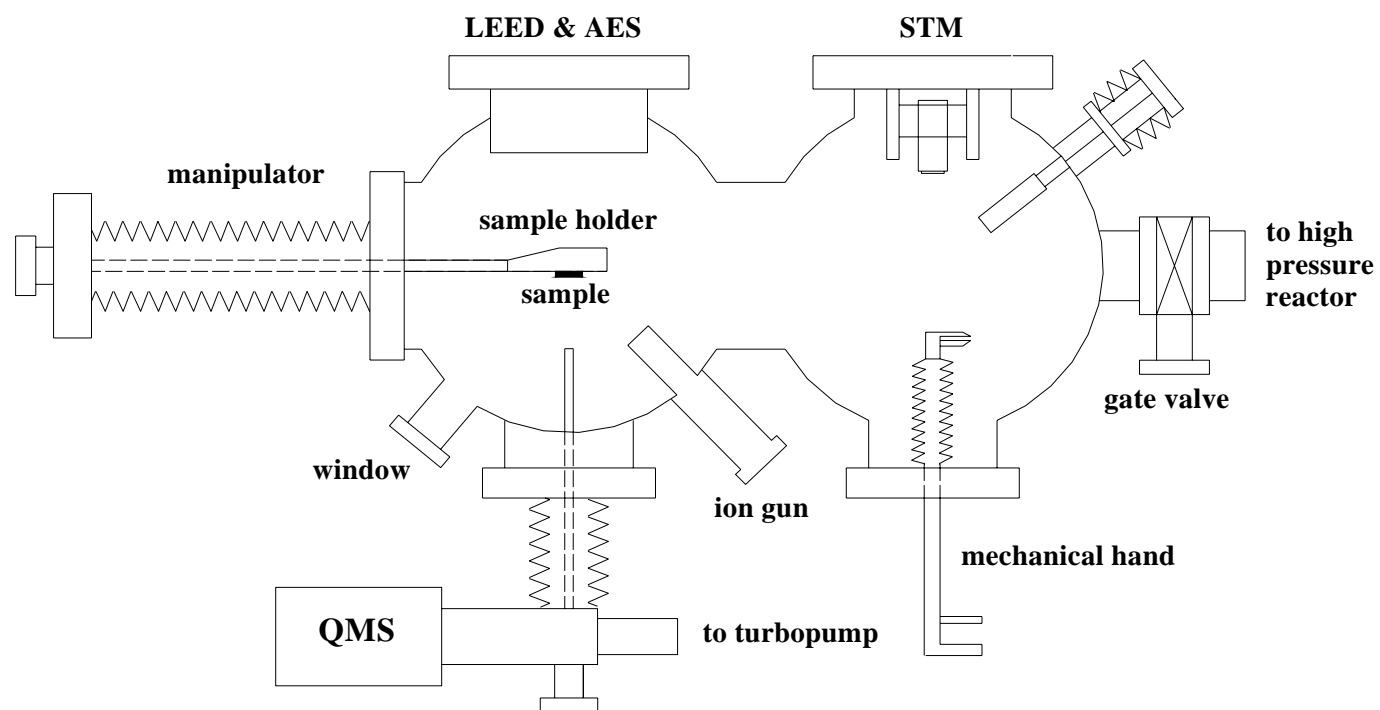 LEED & AES
STM
manipulator
sample holder
sample
to high
pressure
reactor
gate valve
window
ion gun
mechanical hand
QMS
to turbopump